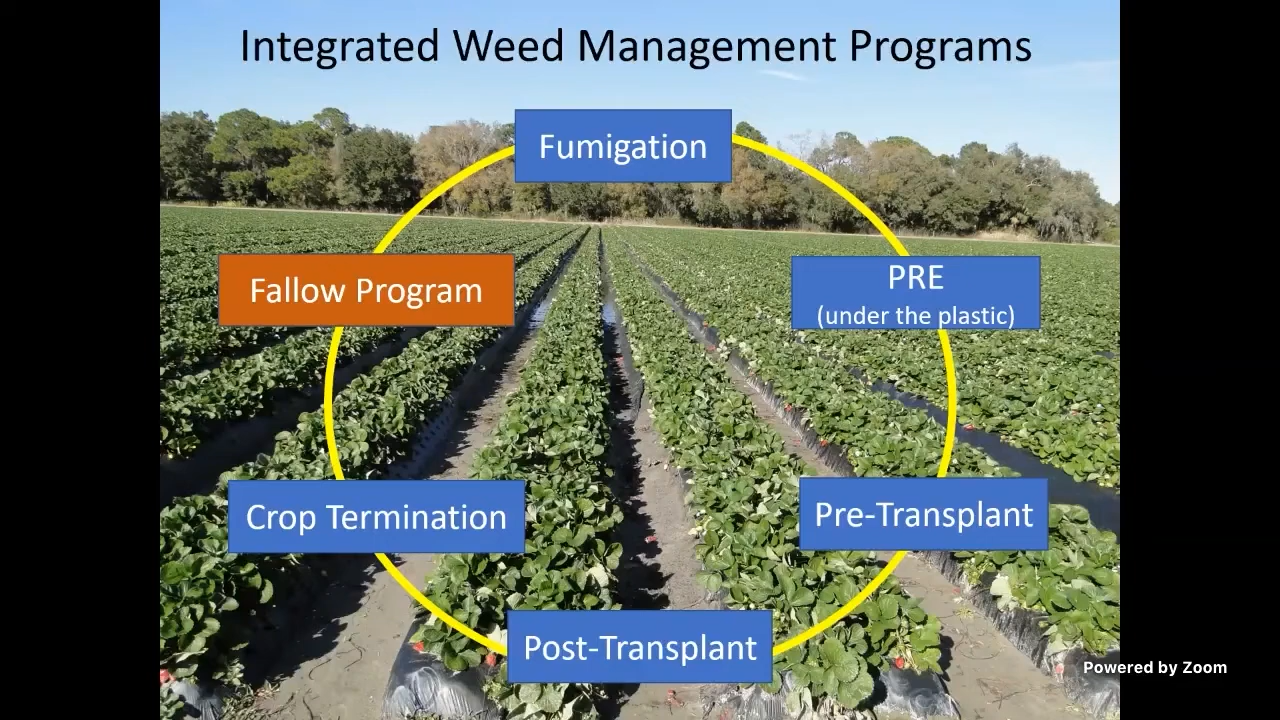 Integrated Weed Management Programs
Fumigation
Fallow Program
PRE
(under the plastic)
Crop Termination
Pre-Transplant
Post-Transplant
Powered by Zoom